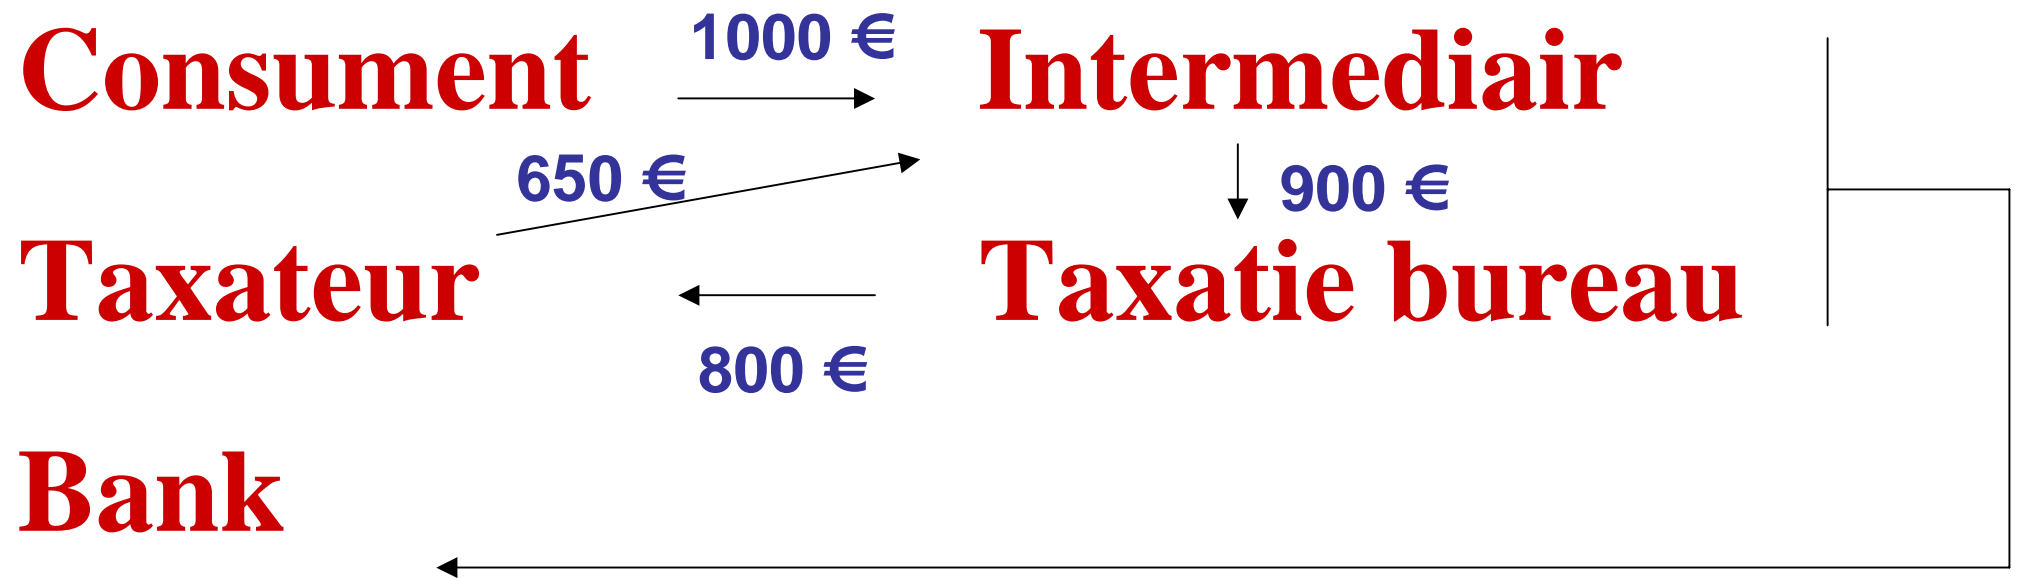 1000 €
Consument Intermediair
650 €
900 €
Taxateur Taxatie bureau
800 €
Bank